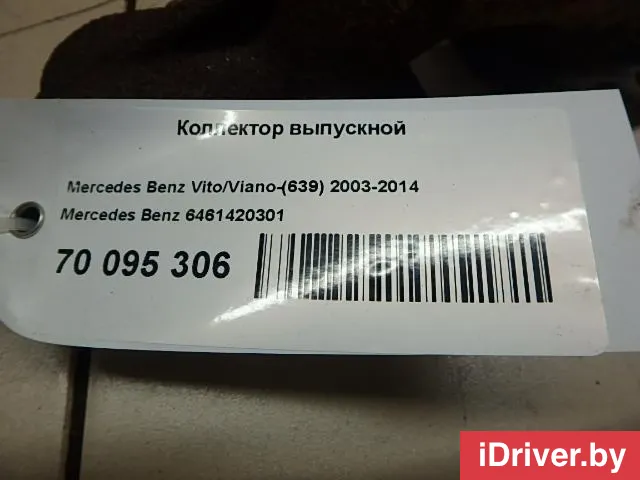 Коллектор выпускной
Mercedes Benz Vito/Viano-(639) 2003-2014
Mercedes Benz 6461420301
70 095 306
iDriver.by